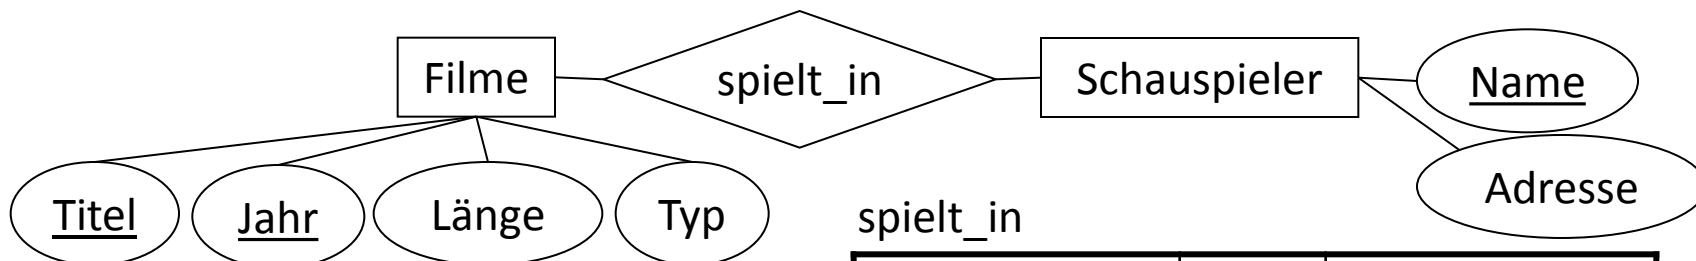 Filme
spielt_in
Schauspieler
Name
Adresse
Titel
Jahr
Länge
Typ
spielt_in